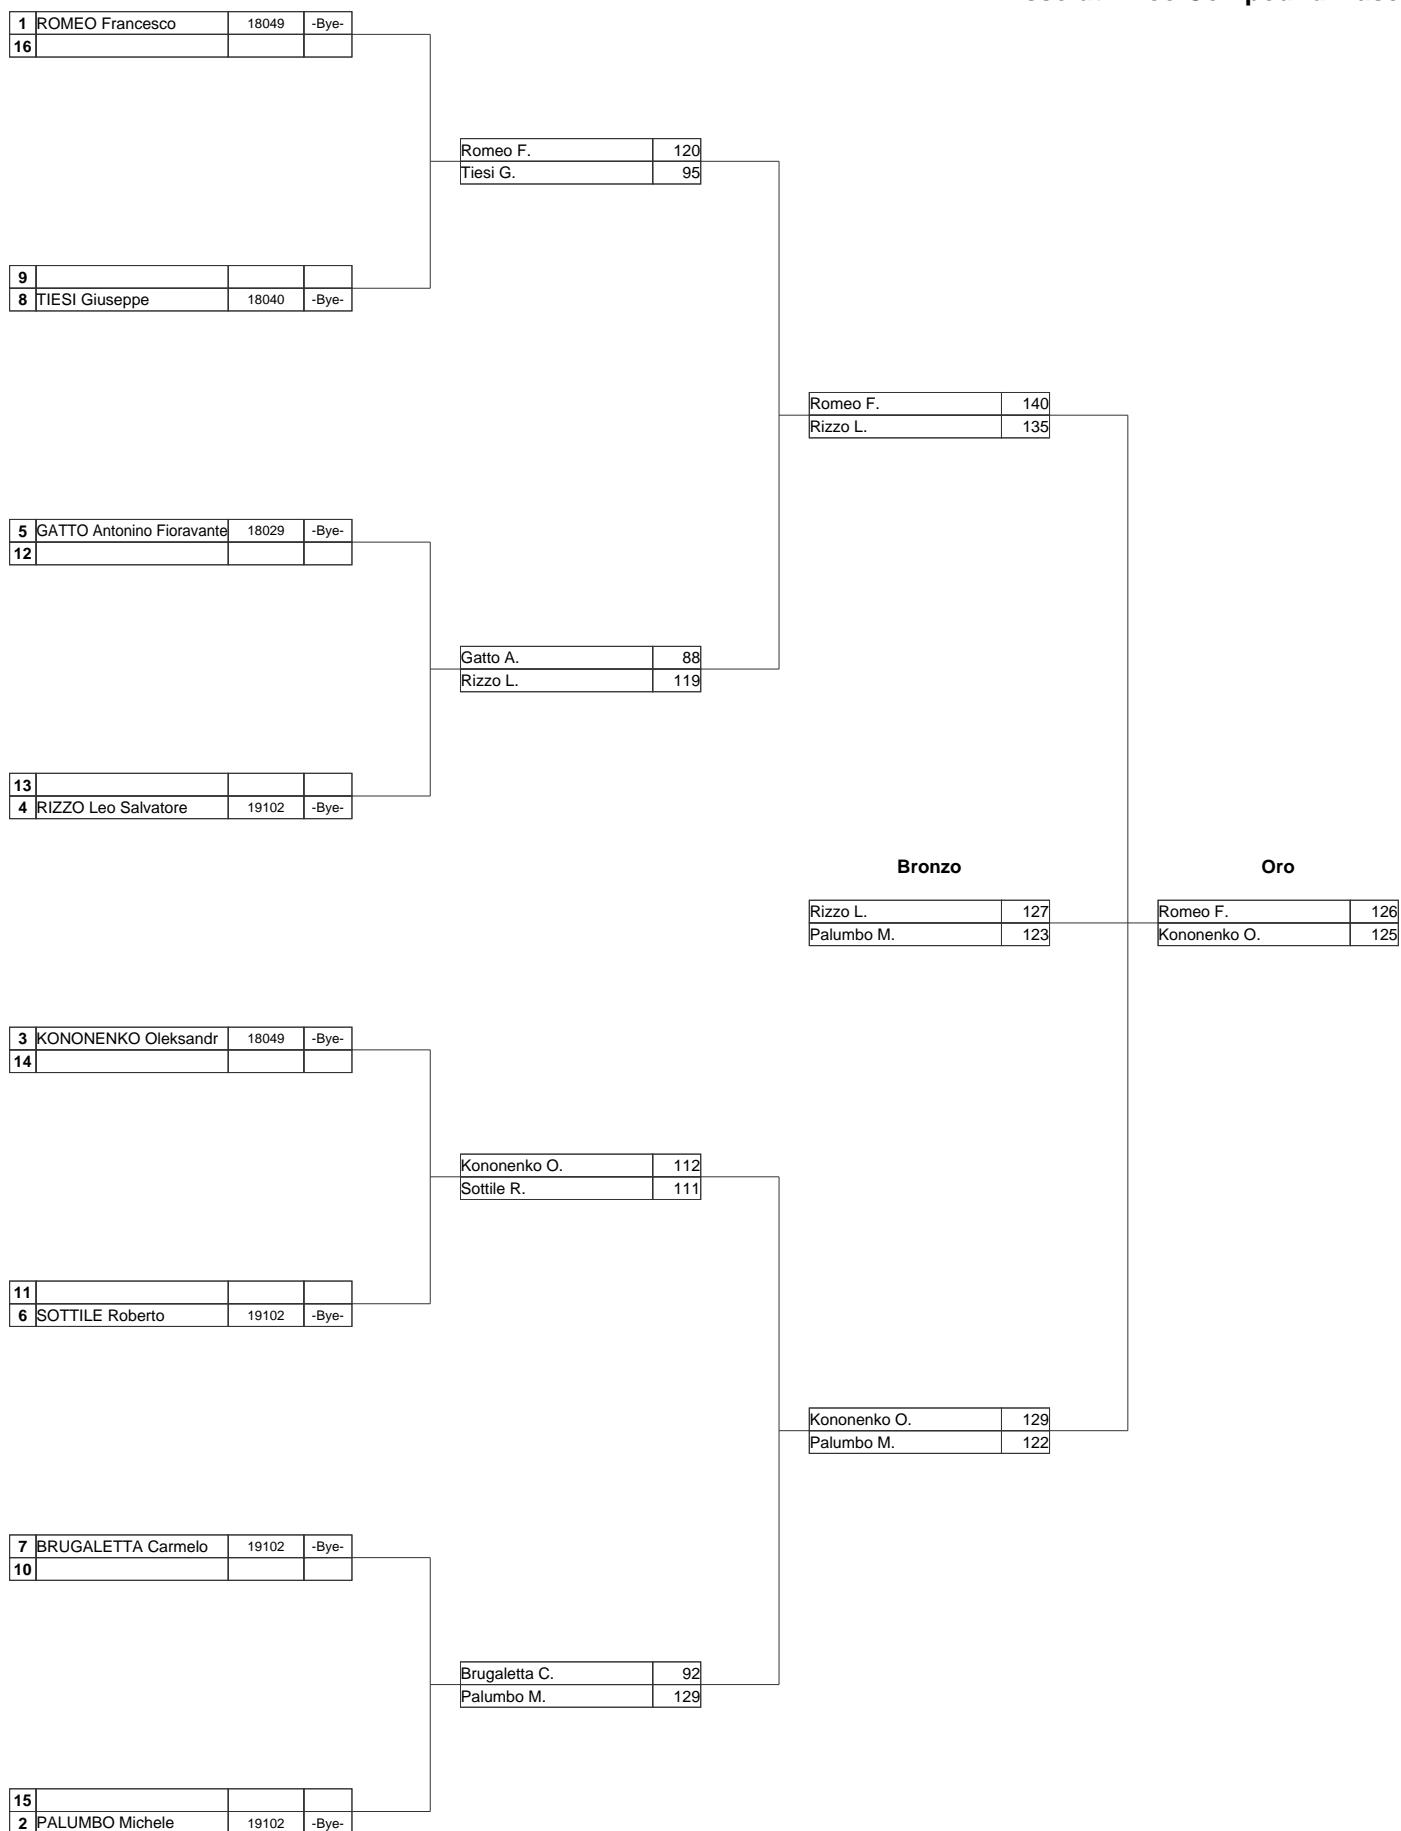 1 ROMEO Francesco 18049 -Bye-
16
Romeo F. 120
Tiesi G. 95
9
8 TIESI Giuseppe 18040 -Bye-
Romeo F. 140
Rizzo L. 135
5 GATTO Antonino Fioravante 18029 -Bye-
12
Gatto A. 88
Rizzo L. 119
13
4 RIZZO Leo Salvatore 19102 -Bye-
Bronzo Oro
Rizzo L. 127 Romeo F. 126
Palumbo M. 123 Kononenko O. 125
3 KONONENKO Oleksandr 18049 -Bye-
14
Kononenko O. 112
Sottile R. 111
11
6 SOTTILE Roberto 19102 -Bye-
Kononenko O. 129
Palumbo M. 122
7 BRUGALETTA Carmelo 19102 -Bye-
10
Brugaletta C. 92
Palumbo M. 129
15
2 PALUMBO Michele 19102 -Bye-